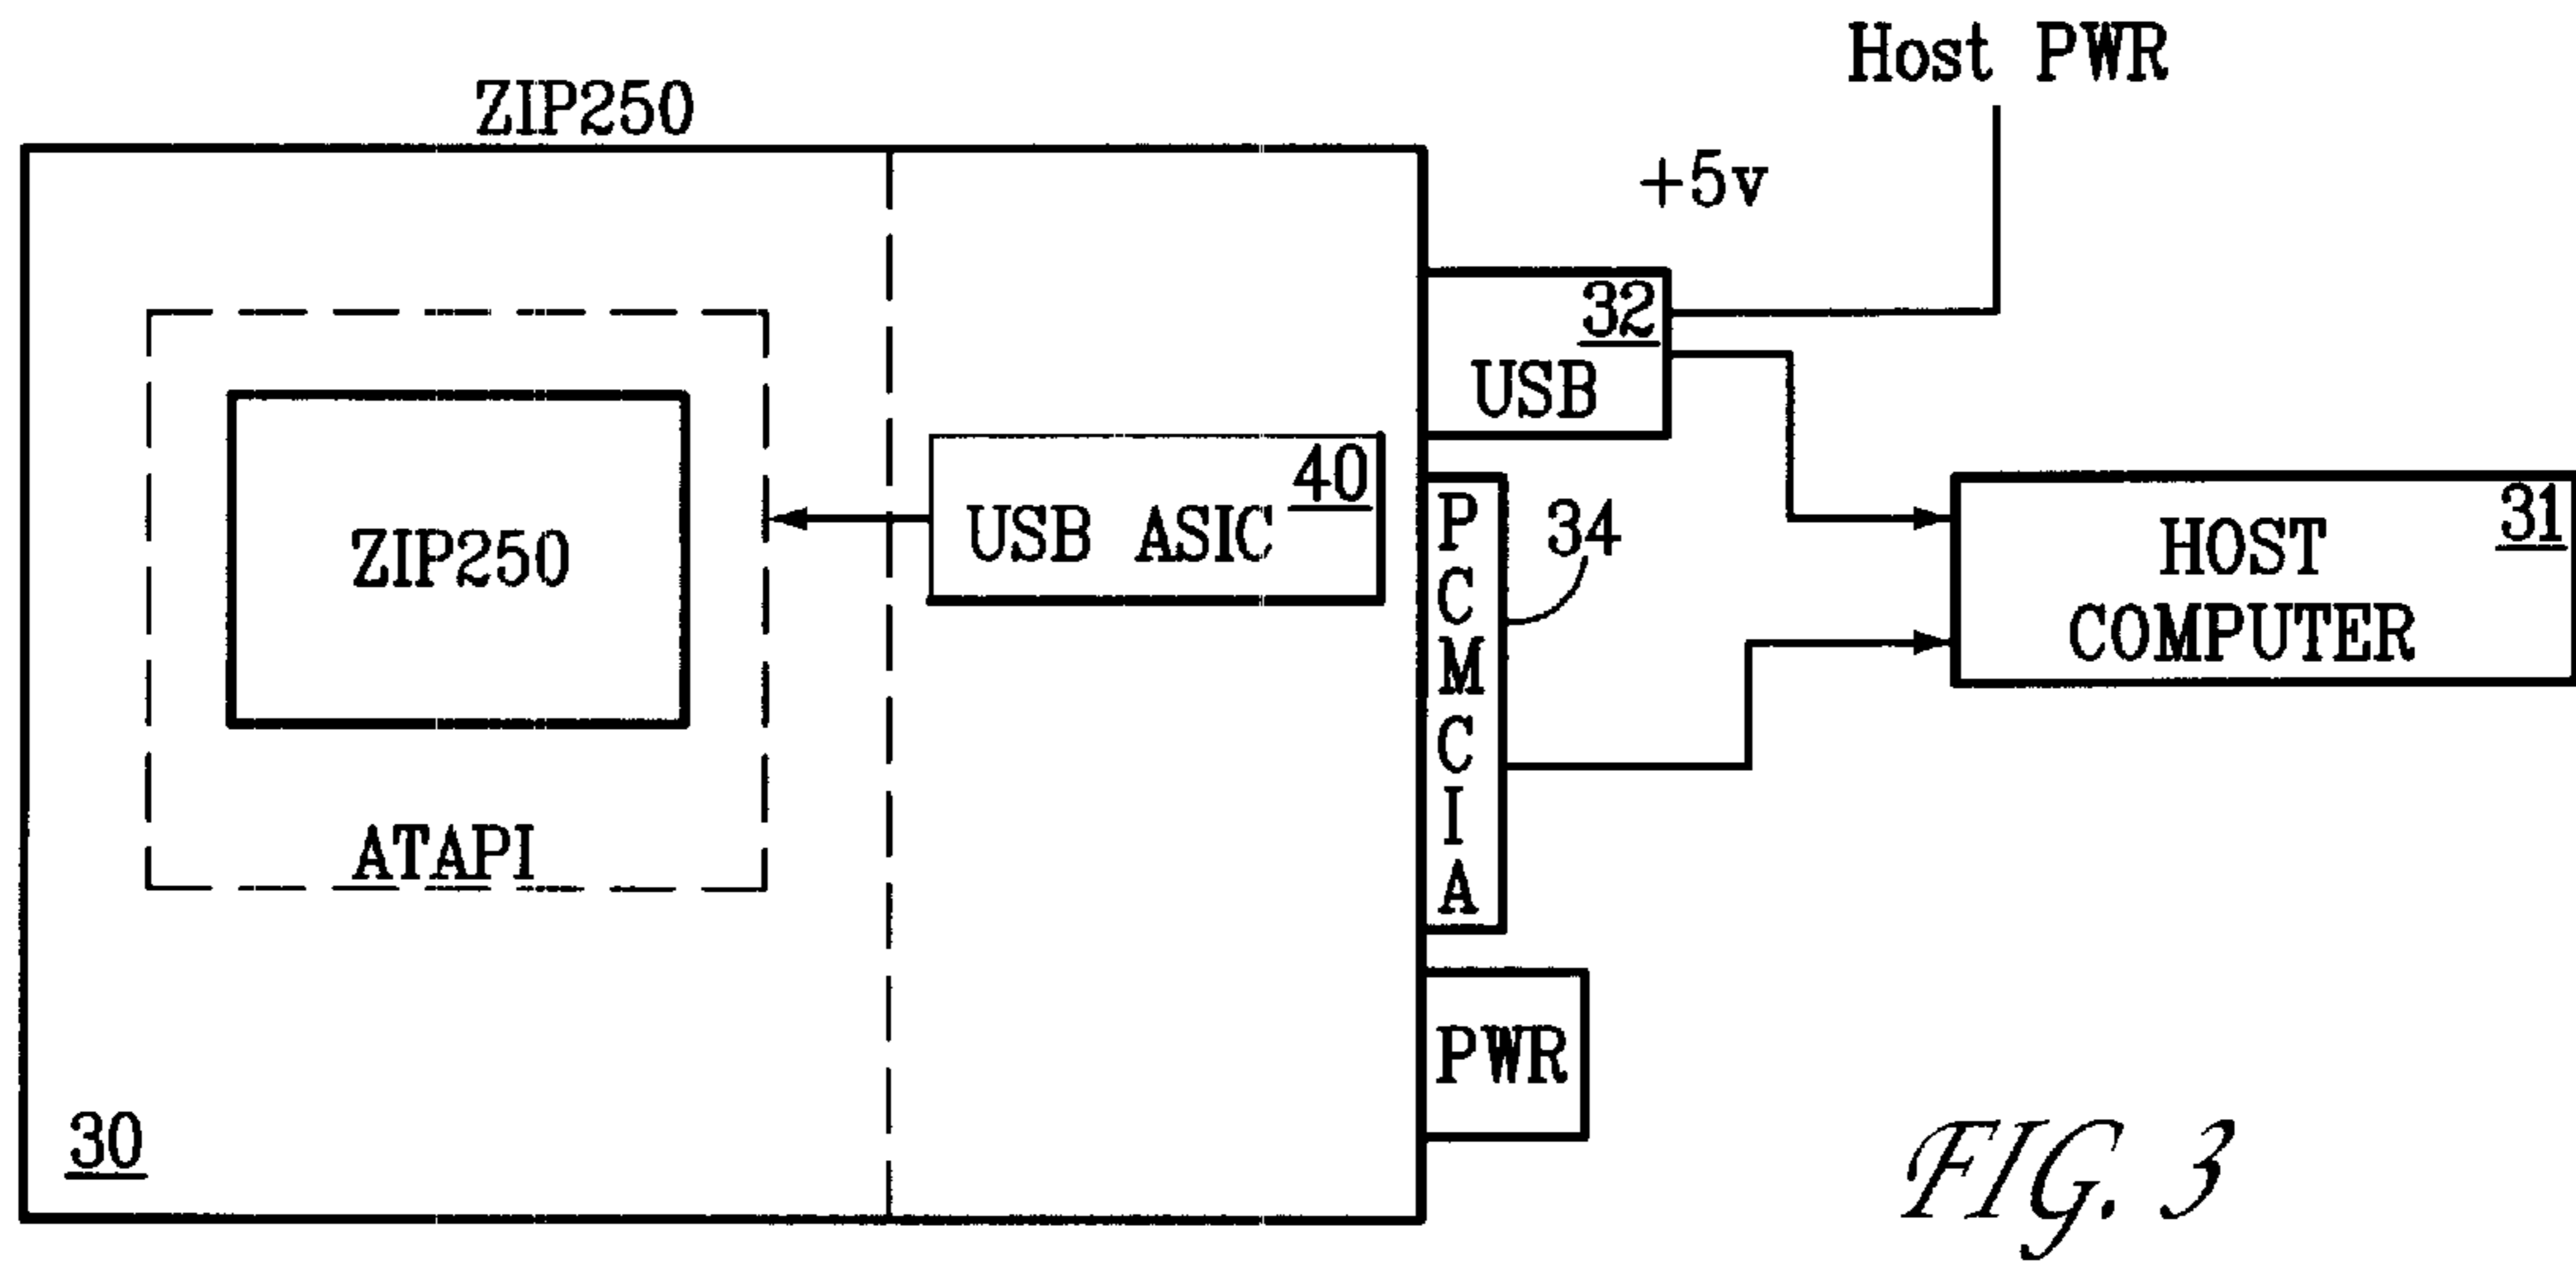 Host PWR
ZIP250
+5v
32
USB
40
USB ASIC
PCMCIA
34
31
HOST
COMPUTER
ZIP250
ATAPI
PWR
30
FIG. 3